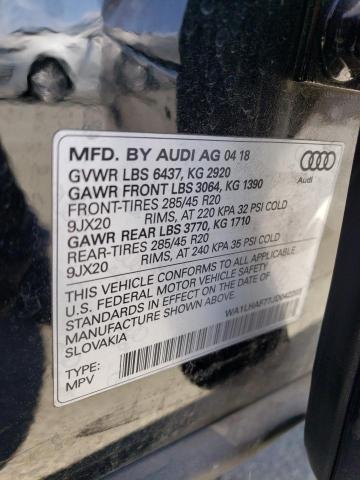 MFD. BY AUDI AG 04 18
GVWR LBS 6437, KG 2920
GAWR FRONT LBS 3064, KG 1390
FRONT-TIRES 285/45 R20
9JX20 RIMS, AT 220 KPA 32 PSI COLD
GAWR REAR LBS 3770, KG 1710
REAR-TIRES 285/45 R20
9JX20 RIMS, AT 240 KPA 35 PSI COLD
THIS VEHICLE CONFORMS TO ALL APPLICABLE
U.S. FEDERAL MOTOR VEHICLE SAFETY
STANDARDS IN EFFECT ON THE DATE OF
MANUFACTURE SHOWN ABOVE.
SLOVAKIA
TYPE:
MPV
Audi